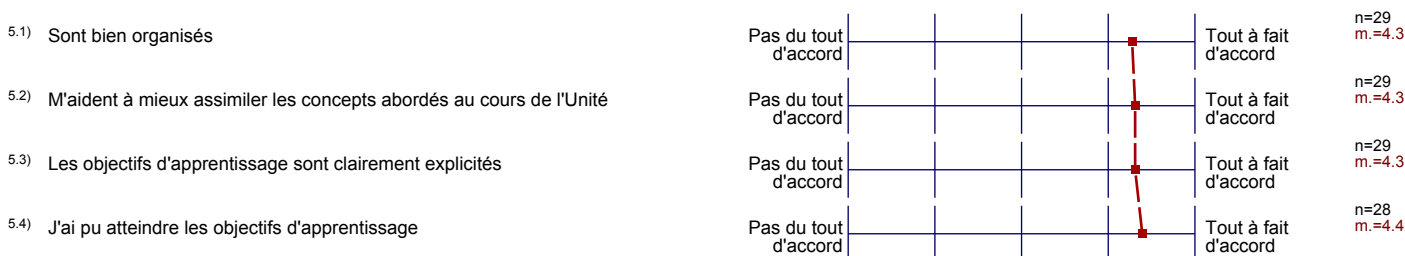 5.1) Sont bien organisés
Pas du tout
d'accord
Tout à fait
d'accord
n=29
m.=4.3
5.2) M'aident à mieux assimiler les concepts abordés au cours de l'Unité
Pas du tout
d'accord
Tout à fait
d'accord
n=29
m.=4.3
5.3) Les objectifs d'apprentissage sont clairement explicités
Pas du tout
d'accord
Tout à fait
d'accord
n=29
m.=4.3
5.4) J'ai pu atteindre les objectifs d'apprentissage
Pas du tout
d'accord
Tout à fait
d'accord
n=28
m.=4.4